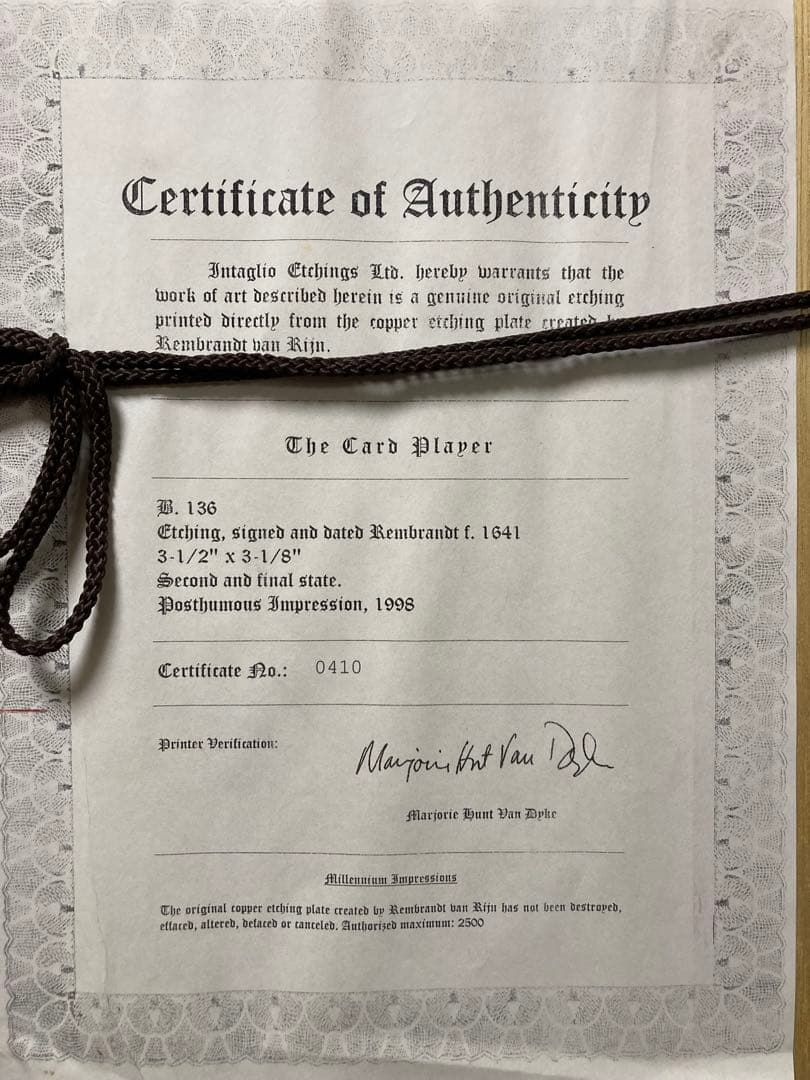 Certificate of Authenticity
Intaglio Etchings Ltd. hereby warrants that the
work of art described herein is a genuine original etching
printed directly from the copper etching plate created by
Rembrandt van Rijn.
The Card Player
B. 136
Etching, signed and dated Rembrandt f. 1641
3-1/2" x 3-1/8"
Second and final state.
Posthumous Impression, 1998
Certificate No.: 0410
Printer Verification: Marjorie Hunt Van Dyke
Marjorie Hunt Van Dyke
Millennium Impressions
The original copper etching plate created by Rembrandt van Rijn has not been destroyed,
effaced, altered, defaced or canceled. Authorized maximum: 2500